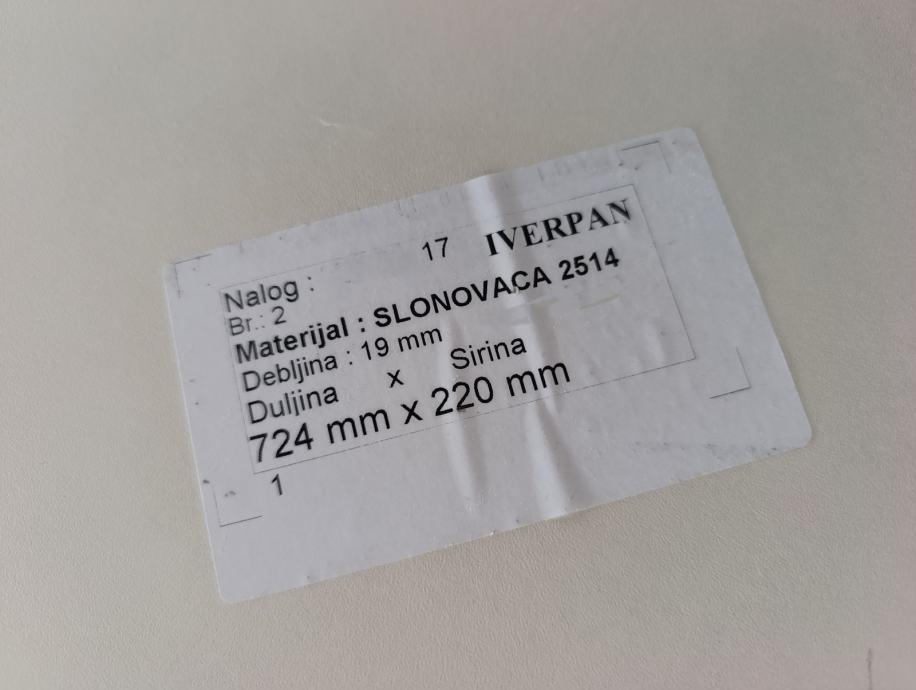 17 IVERPAN
Nalog :
Br.: 2
Materijal : SLONOVACA 2514
Debljina : 19 mm
Duljina x Sirina
724 mm x 220 mm
1